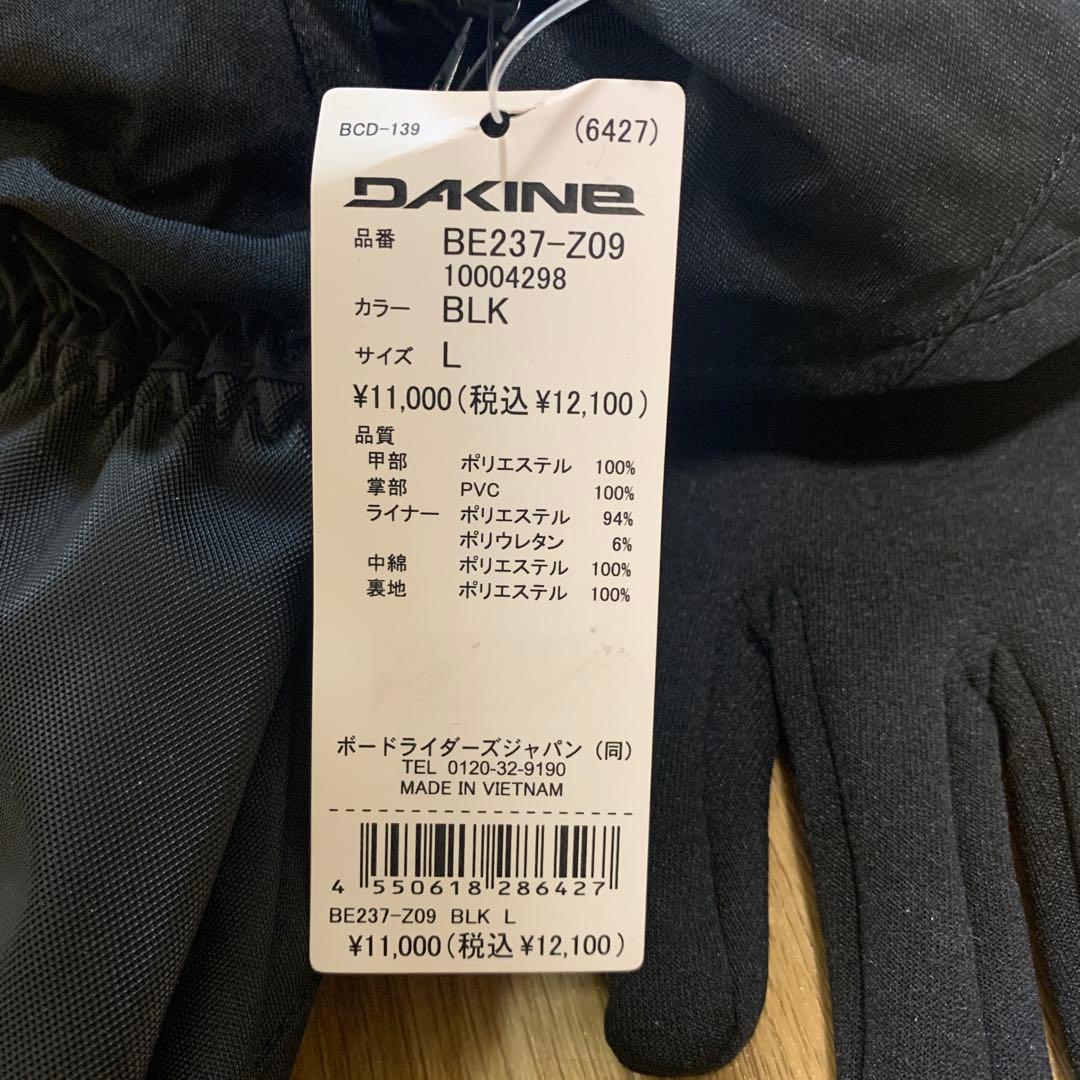 BCD-139 (6427)
DAKINE
品番 BE237-Z09
10004298
カラー BLK
サイズ L
¥11,000(税込 ¥12,100)
品質
甲部 ポリエステル 100%
掌部 PVC 100%
ライナー ポリエステル 94%
ポリウレタン 6%
中綿 ポリエステル 100%
裏地 ポリエステル 100%
ボードライダーズジャパン(同)
TEL 0120-32-9190
MADE IN VIETNAM
4 550618 286427
BE237-Z09 BLK L
¥11,000(税込 ¥12,100)